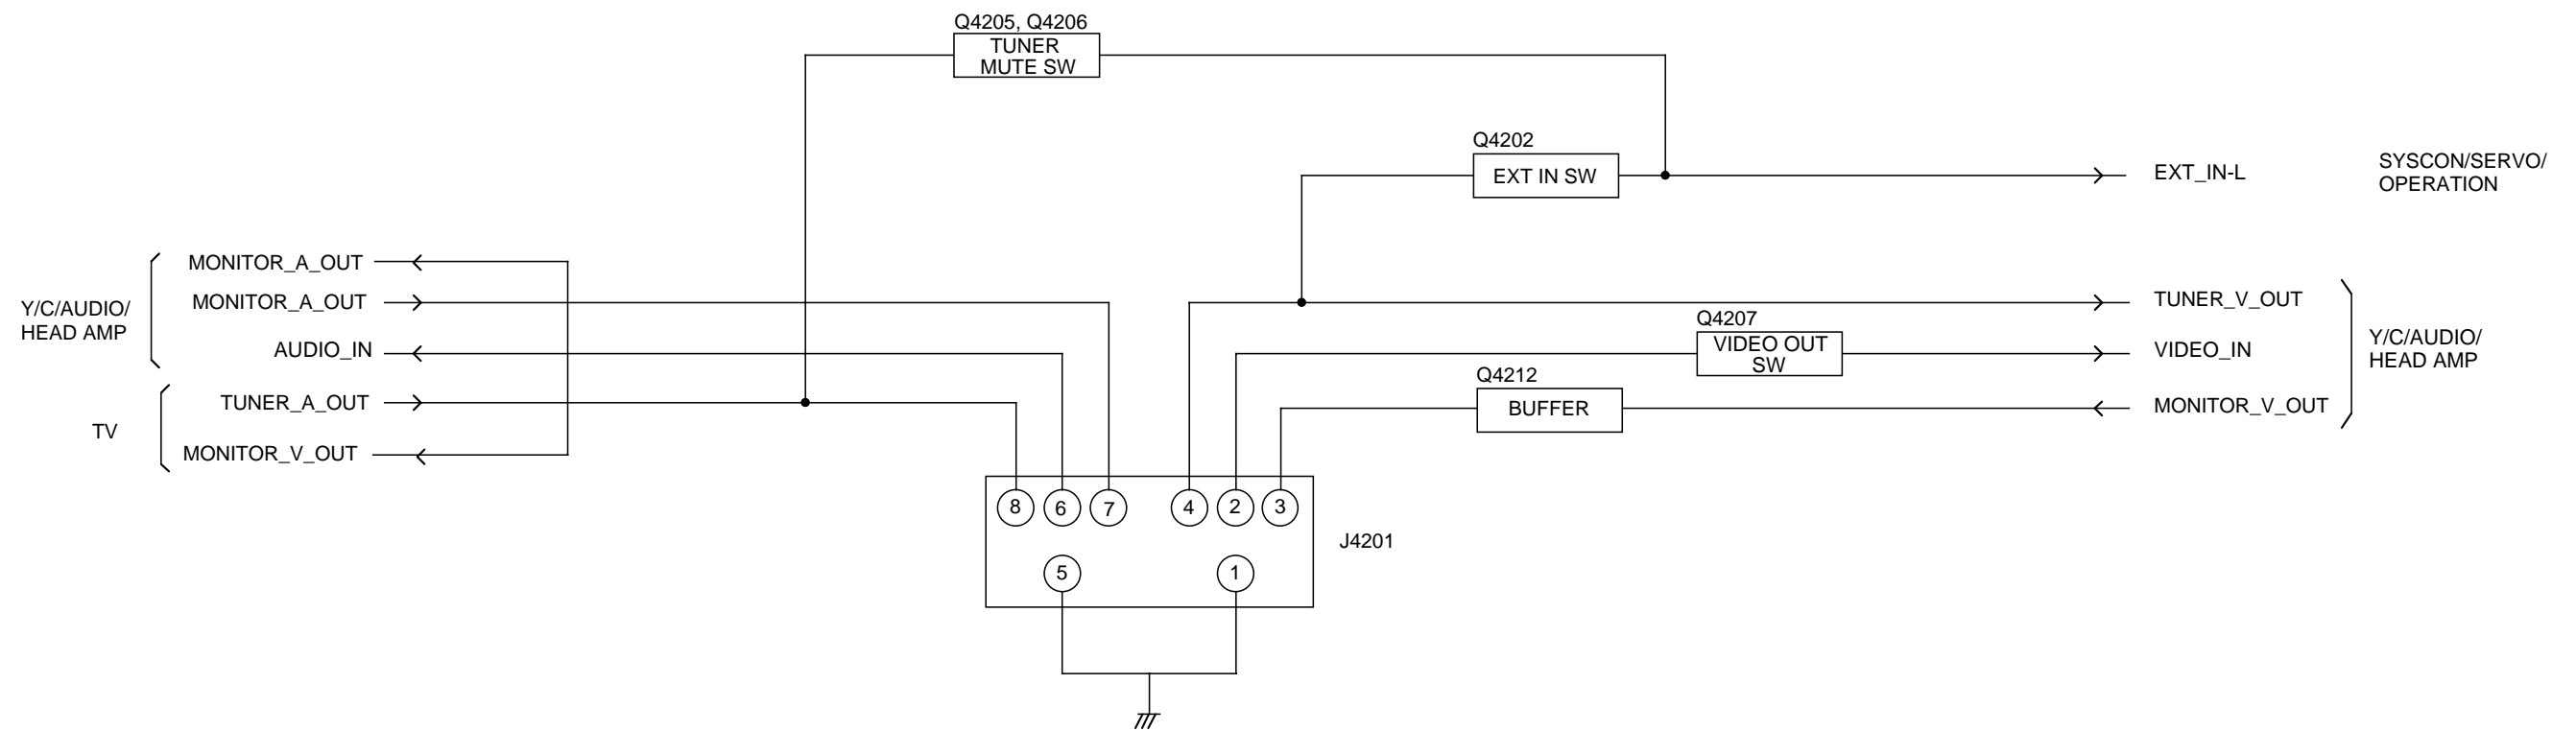 Q4205, Q4206
TUNER
MUTE SW
Q4202
EXT IN SW
EXT_IN-L
SYSCON/SERVO/
OPERATION
MONITOR_A_OUT
MONITOR_A_OUT
AUDIO_IN
Y/C/AUDIO/
HEAD AMP
TUNER_A_OUT
MONITOR_V_OUT
TV
TUNER_V_OUT
Q4207
VIDEO OUT
SW
VIDEO_IN
Q4212
BUFFER
MONITOR_V_OUT
Y/C/AUDIO/
HEAD AMP
8 6 7 4 2 3
J4201
5 1